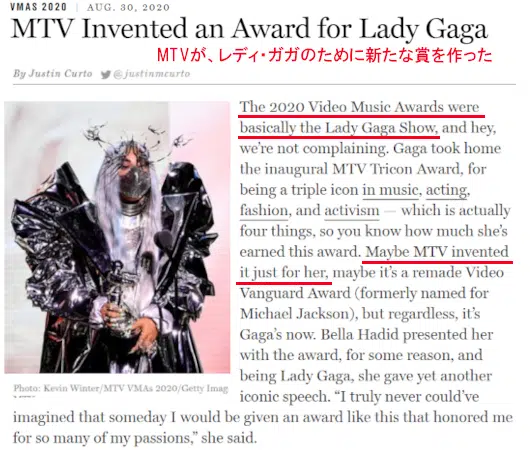 VMAS 2020 | AUG. 30, 2020
MTV Invented an Award for Lady Gaga
MTVが、レディ・ガガのために新たな賞を作った
By Justin Curto @justinmcurto
The 2020 Video Music Awards were
basically the Lady Gaga Show, and hey,
we're not complaining. Gaga took home
the inaugural MTV Tricon Award, for
being a triple icon in music, acting,
fashion, and activism — which is actually
four things, so you know how much she's
earned this award. Maybe MTV invented
it just for her, maybe it's a remade Video
Vanguard Award (formerly named for
Michael Jackson), but regardless, it's
Gaga's now. Bella Hadid presented her
with the award, for some reason, and
being Lady Gaga, she gave yet another
iconic speech. “I truly never could've
Photo: Kevin Winter/MTV VMAs 2020/Getty Imag
imagined that someday I would be given an award like this that honored me
for so many of my passions,” she said.